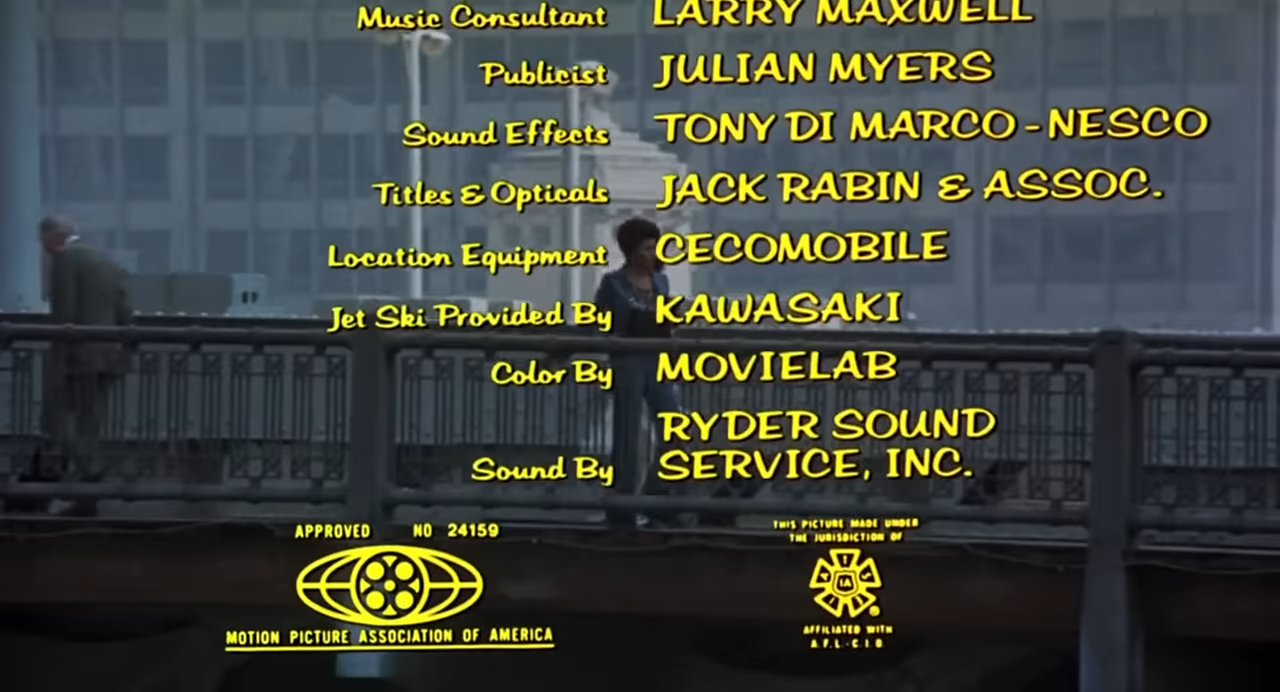 Music Consultant LARRY MAXWELL
Publicist JULIAN MYERS
Sound Effects TONY DI MARCO-NESCO
Titles & Opticals JACK RABIN & ASSOC.
Location Equipment CECOMOBILE
Jet Ski Provided By KAWASAKI
Color By MOVIELAB
RYDER SOUND
Sound By SERVICE, INC.
APPROVED NO 24159
MOTION PICTURE ASSOCIATION OF AMERICA
THIS PICTURE MADE UNDER
THE JURISDICTION OF
IA
AFFILIATED WITH
A.F.L.-C.I.O.